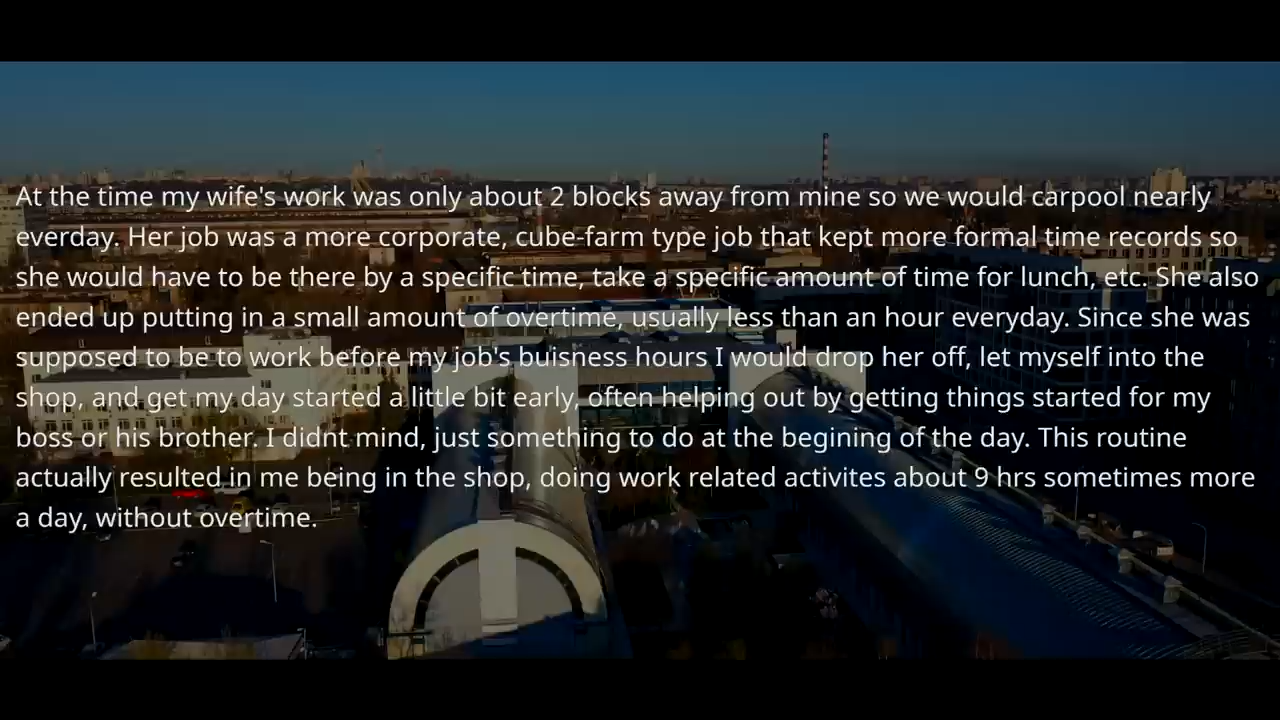 At the time my wife's work was only about 2 blocks away from mine so we would carpool nearly
everday. Her job was a more corporate, cube-farm type job that kept more formal time records so
she would have to be there by a specific time, take a specific amount of time for lunch, etc. She also
ended up putting in a small amount of overtime, usually less than an hour everyday. Since she was
supposed to be to work before my job's buisness hours I would drop her off, let myself into the
shop, and get my day started a little bit early, often helping out by getting things started for my
boss or his brother. I didnt mind, just something to do at the begining of the day. This routine
actually resulted in me being in the shop, doing work related activites about 9 hrs sometimes more
a day, without overtime.